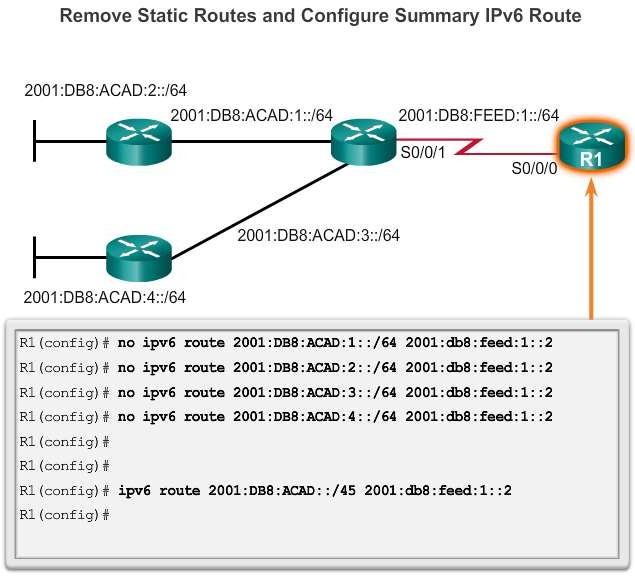 Remove Static Routes and Configure Summary IPv6 Route
2001:DB8:ACAD:2::/64
2001:DB8:ACAD:1::/64
2001:DB8:FEED:1::/64
S0/0/1
R1
S0/0/0
2001:DB8:ACAD:3::/64
2001:DB8:ACAD:4::/64
R1(config)# no ipv6 route 2001:DB8:ACAD:1::/64 2001:db8:feed:1::2
R1(config)# no ipv6 route 2001:DB8:ACAD:2::/64 2001:db8:feed:1::2
R1(config)# no ipv6 route 2001:DB8:ACAD:3::/64 2001:db8:feed:1::2
R1(config)# no ipv6 route 2001:DB8:ACAD:4::/64 2001:db8:feed:1::2
R1(config)#
R1(config)#
R1(config)# ipv6 route 2001:DB8:ACAD::/45 2001:db8:feed:1::2
R1(config)#